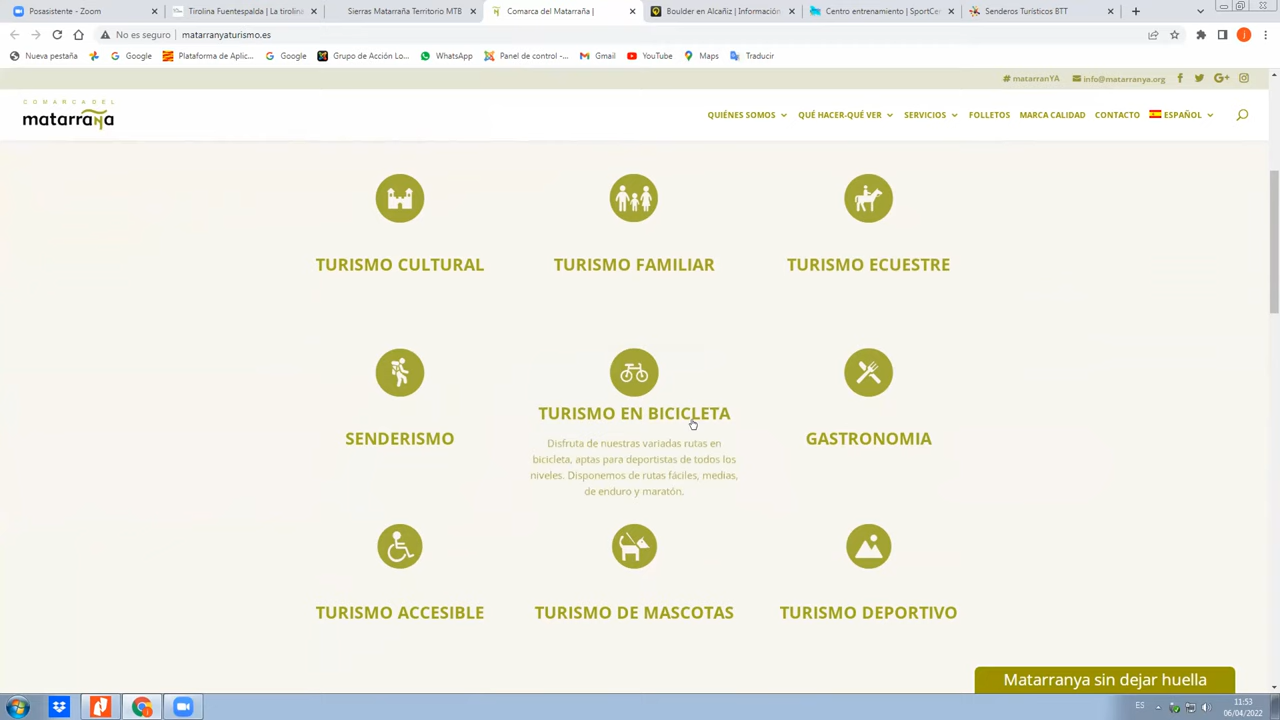 Posasistente - Zoom
Tirolina Fuentespalda | La tirolin
Sierras Matarraña Territorio MTB
Comarca del Matarraña |
Boulder en Alcañiz | Información
Centro entrenamiento | SportCen
Senderos Turísticos BTT
No es seguro | matarranyaturismo.es
Nueva pestaña
Google
Plataforma de Aplic...
Google
Grupo de Acción Lo...
WhatsApp
Panel de control -...
Gmail
YouTube
Maps
Traducir
# matarranYA
info@matarranya.org
COMARCA DEL
matarraña
QUIÉNES SOMOS
QUÉ HACER-QUÉ VER
SERVICIOS
FOLLETOS
MARCA CALIDAD
CONTACTO
ESPAÑOL
TURISMO CULTURAL
TURISMO FAMILIAR
TURISMO ECUESTRE
SENDERISMO
TURISMO EN BICICLETA
Disfruta de nuestras variadas rutas en
bicicleta, aptas para deportistas de todos los
niveles. Disponemos de rutas fáciles, medias,
de enduro y maratón.
GASTRONOMIA
TURISMO ACCESIBLE
TURISMO DE MASCOTAS
TURISMO DEPORTIVO
Matarranya sin dejar huella
ES
11:53
06/04/2022